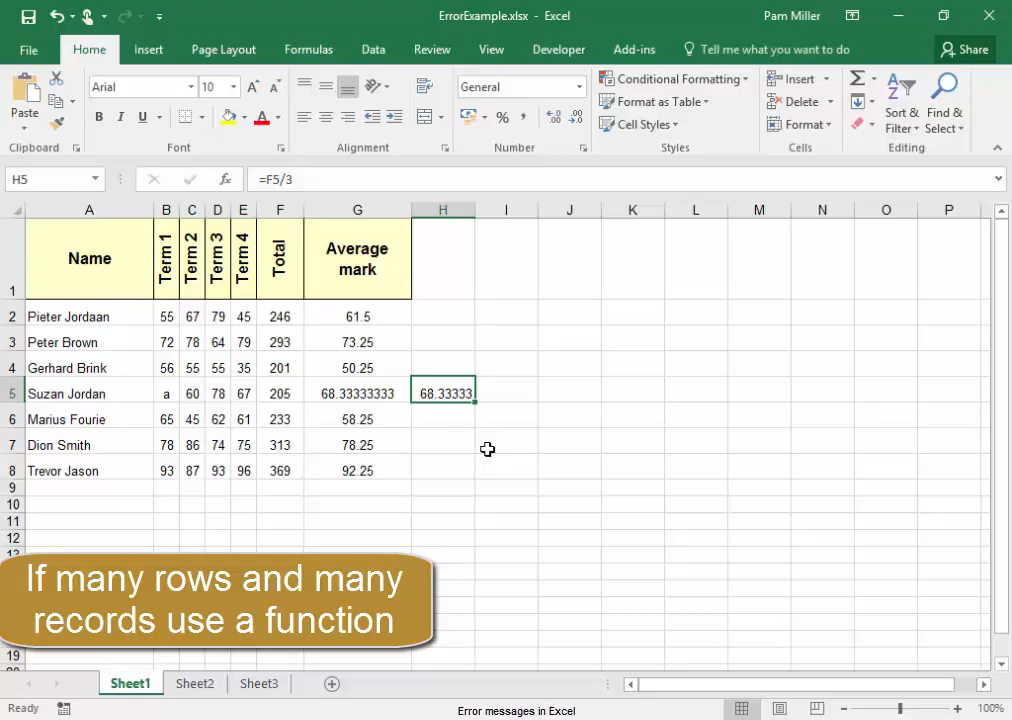 ErrorExample.xlsx - Excel
Pam Miller
File Home Insert Page Layout Formulas Data Review View Developer Add-ins Tell me what you want to do Share
Paste
Arial 10
B I U A
General
% ,
Conditional Formatting
Format as Table
Cell Styles
Insert
Delete
Format
Sort &
Filter
Find &
Select
Clipboard Font Alignment Number Styles Cells Editing
H5 fx =F5/3
A B C D E F G H I J K L M N O P
1 Name Term 1 Term 2 Term 3 Term 4 Total Average
mark
2 Pieter Jordaan 55 67 79 45 246 61.5
3 Peter Brown 72 78 64 79 293 73.25
4 Gerhard Brink 56 55 55 35 201 50.25
5 Suzan Jordan a 60 78 67 205 68.33333333 68.33333
6 Marius Fourie 65 45 62 61 233 58.25
7 Dion Smith 78 86 74 75 313 78.25
8 Trevor Jason 93 87 93 96 369 92.25
9
10
11
12
If many rows and many
records use a function
19
Sheet1 Sheet2 Sheet3
Ready
Error messages in Excel
100%